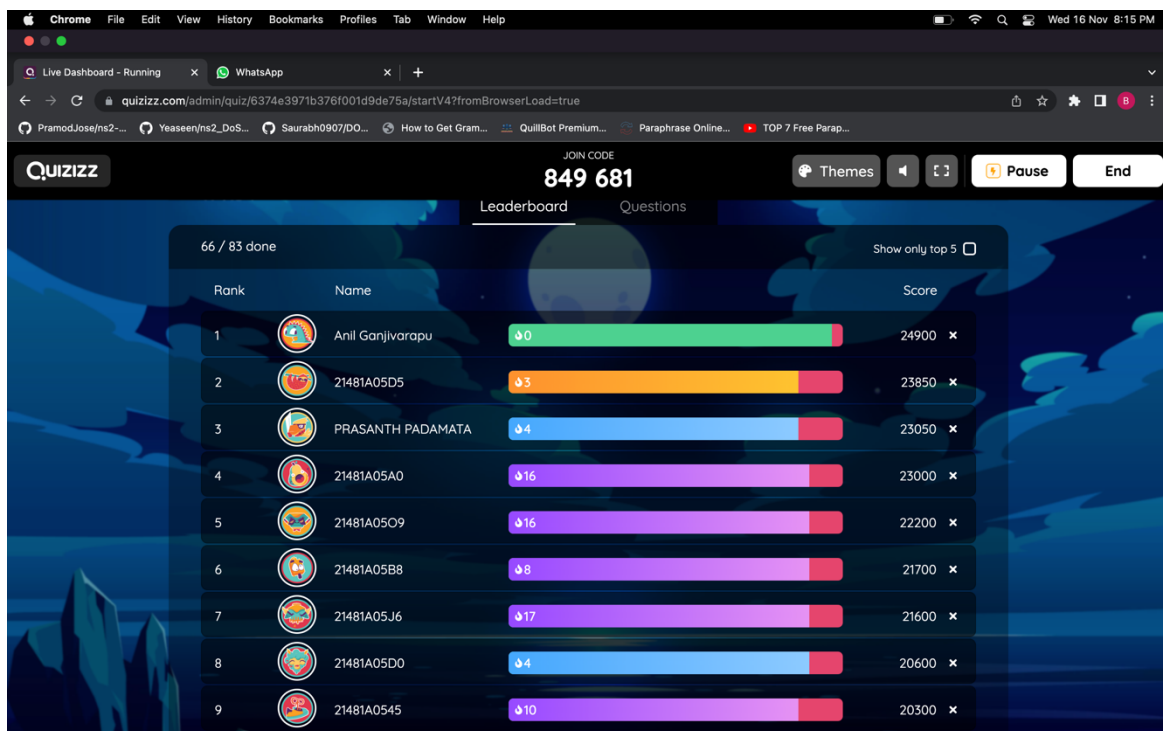 Chrome File Edit View History Bookmarks Profiles Tab Window Help Wed 16 Nov 8:15 PM
Live Dashboard - Running × WhatsApp × +
quizizz.com/admin/quiz/6374e3971b376f001d9de75a/startV4?fromBrowserLoad=true B
PramodJose/ns2-... Yeaseen/ns2_DoS... Saurabh0907/DO... How to Get Gram... QuillBot Premium... Paraphrase Online... TOP 7 Free Parap...
JOIN CODE
Quizizz 849 681 Themes Pause End
Leaderboard Questions
66 / 83 done Show only top 5
Rank Name Score
1 Anil Ganjivarapu 0 24900 ×
2 21481A05D5 3 23850 ×
3 PRASANTH PADAMATA 4 23050 ×
4 21481A05A0 16 23000 ×
5 21481A05O9 16 22200 ×
6 21481A05B8 8 21700 ×
7 21481A05J6 17 21600 ×
8 21481A05D0 4 20600 ×
9 21481A0545 10 20300 ×